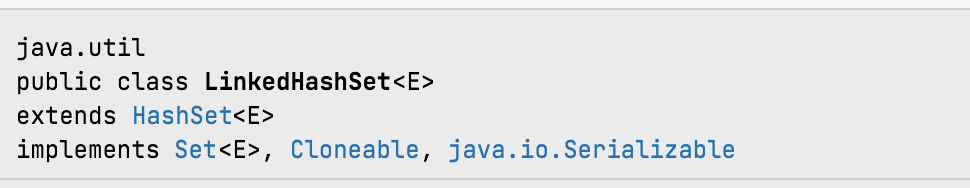 java.util
public class LinkedHashSet<E>
extends HashSet<E>
implements Set<E>, Cloneable, java.io.Serializable